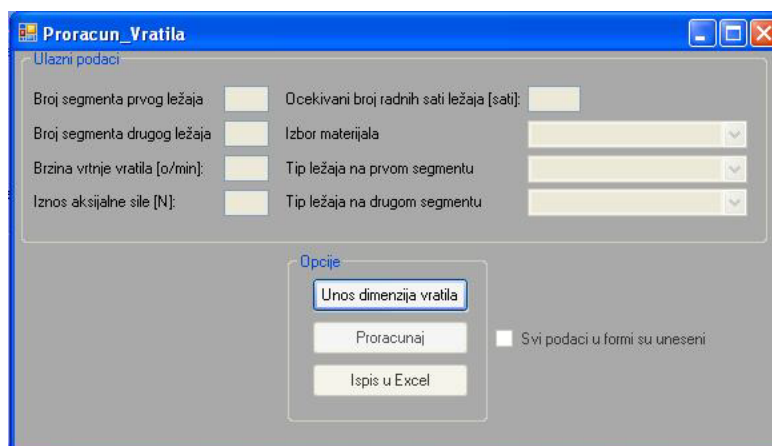 Proracun_Vratila
Ulazni podaci
Broj segmenta prvog ležaja
Ocekivani broj radnih sati ležaja [sati]:
Broj segmenta drugog ležaja
Izbor materijala
Brzina vrtnje vratila [o/min]:
Tip ležaja na prvom segmentu
Iznos aksijalne sile [N]:
Tip ležaja na drugom segmentu
Opcije
Unos dimenzija vratila
Proracunaj
Svi podaci u formi su uneseni
Ispis u Excel